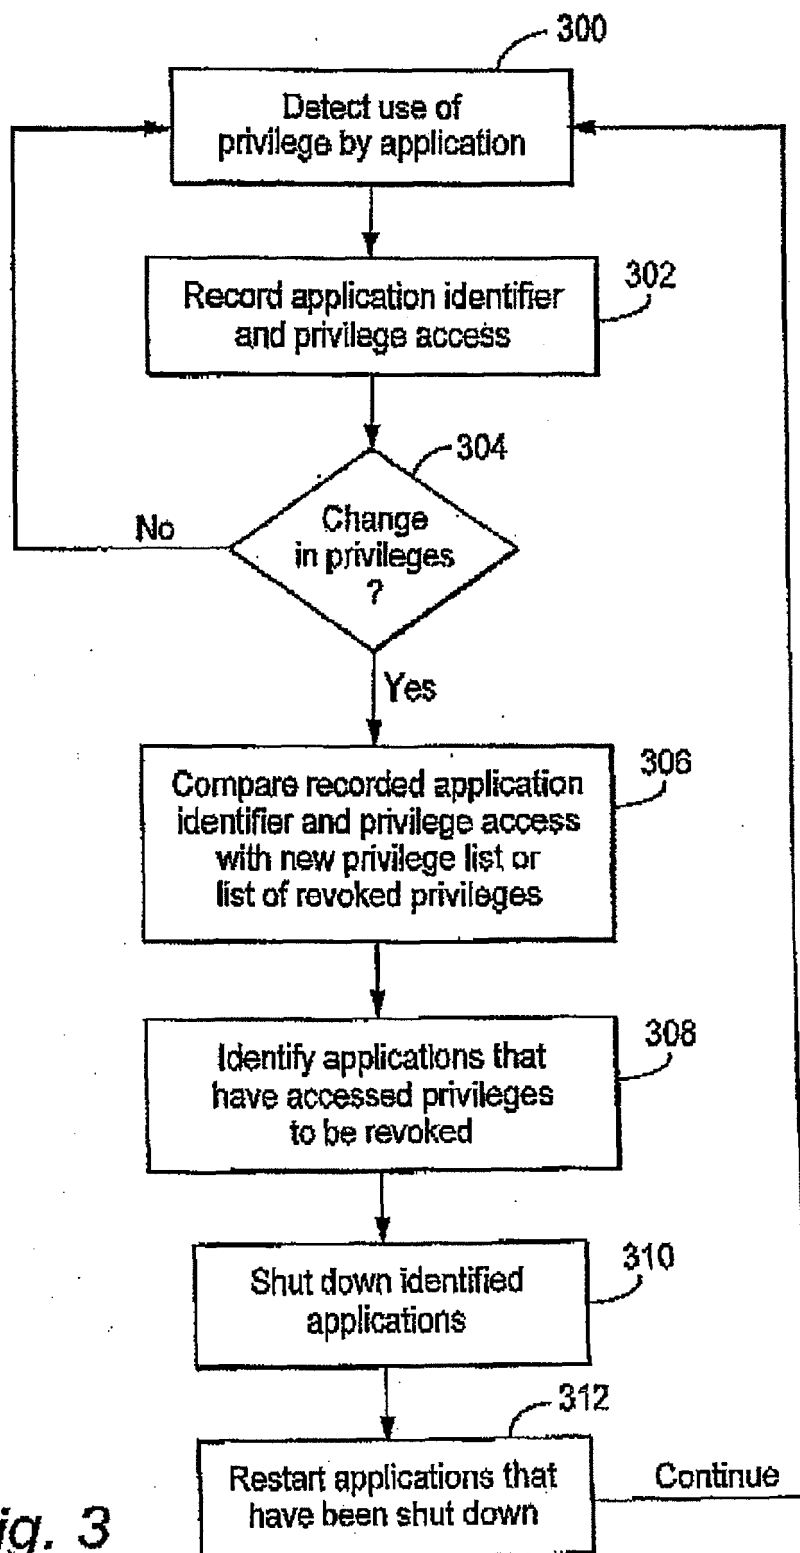 300
Detect use of
privilege by application
302
Record application identifier
and privilege access
304
Change
in privileges
?
No
Yes
306
Compare recorded application
identifier and privilege access
with new privilege list or
list of revoked privileges
308
Identify applications that
have accessed privileges
to be revoked
310
Shut down identified
applications
312
Restart applications that
have been shut down
Continue
ig. 3